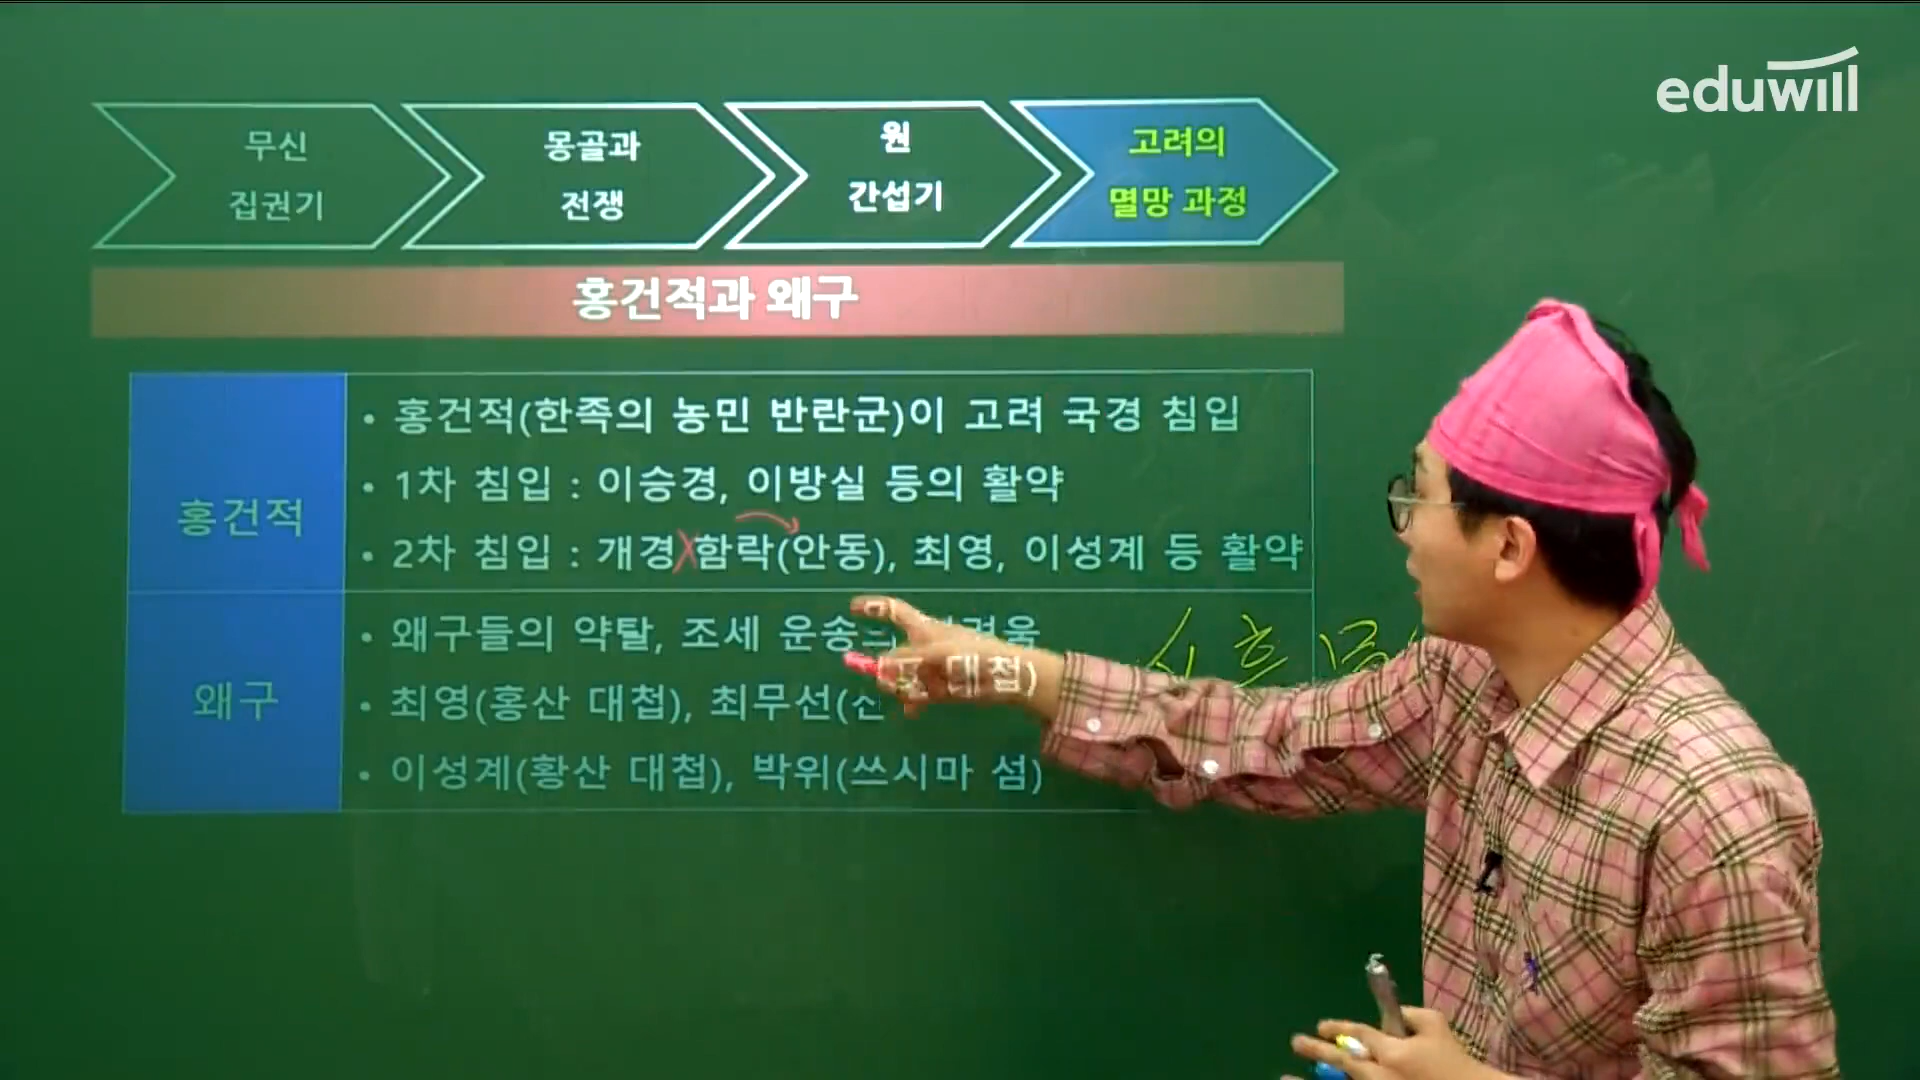 eduwill
무신
집권기
몽골과
전쟁
원
간섭기
고려의
멸망 과정
홍건적과 왜구
홍건적
• 홍건적(한족의 농민 반란군)이 고려 국경 침입
• 1차 침입 : 이승경, 이방실 등의 활약
• 2차 침입 : 개경 함락(안동), 최영, 이성계 등 활약
왜구
• 왜구들의 약탈, 조세 운송
• 최영(홍산 대첩), 최무선( 대첩)
• 이성계(황산 대첩), 박위(쓰시마 섬)